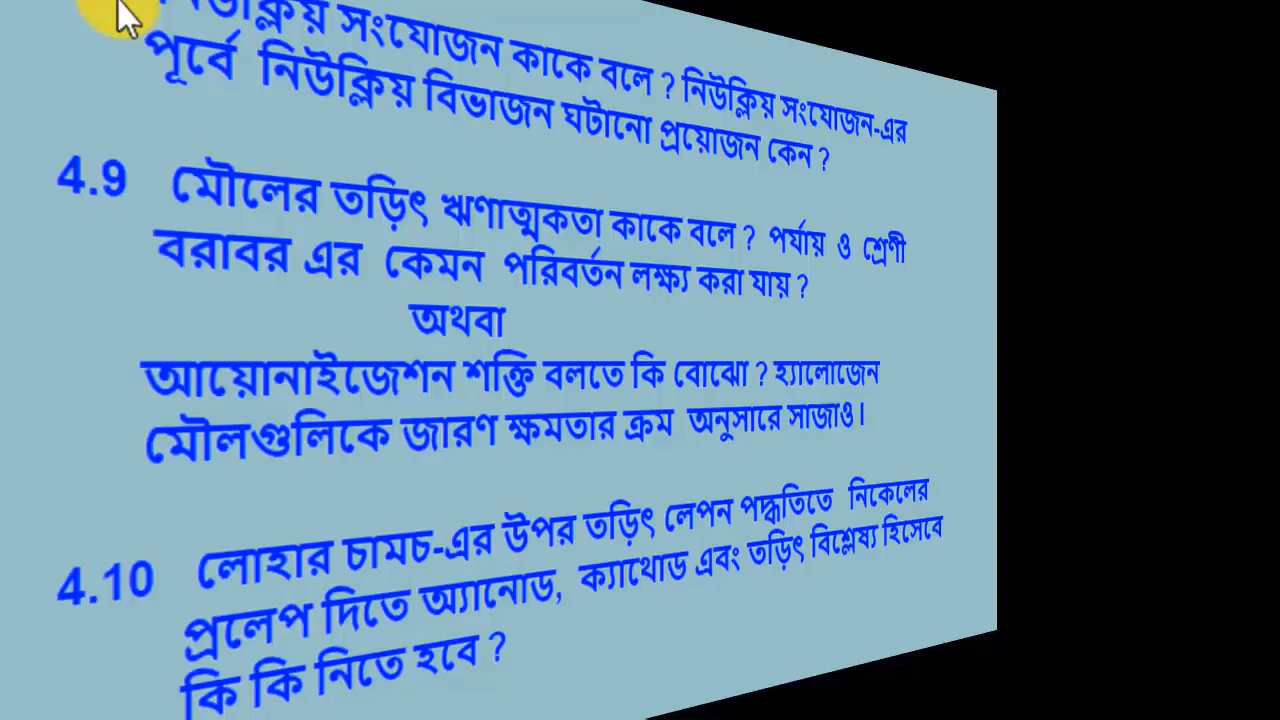 নিউক্লিয় সংযোজন কাকে বলে ? নিউক্লিয় সংযোজন-এর
পূর্বে নিউক্লিয় বিভাজন ঘটানো প্রয়োজন কেন ?
4.9 মৌলের তড়িৎ ঋণাত্মকতা কাকে বলে ? পর্যায় ও শ্রেণী
বরাবর এর কেমন পরিবর্তন লক্ষ্য করা যায় ?
অথবা
আয়োনাইজেশন শক্তি বলতে কি বোঝো ? হ্যালোজেন
মৌলগুলিকে জারণ ক্ষমতার ক্রম অনুসারে সাজাও।
4.10 লোহার চামচ-এর উপর তড়িৎ লেপন পদ্ধতিতে নিকেলের
প্রলেপ দিতে অ্যানোড, ক্যাথোড এবং তড়িৎ বিশ্লেষ্য হিসেবে
কি কি নিতে হবে ?